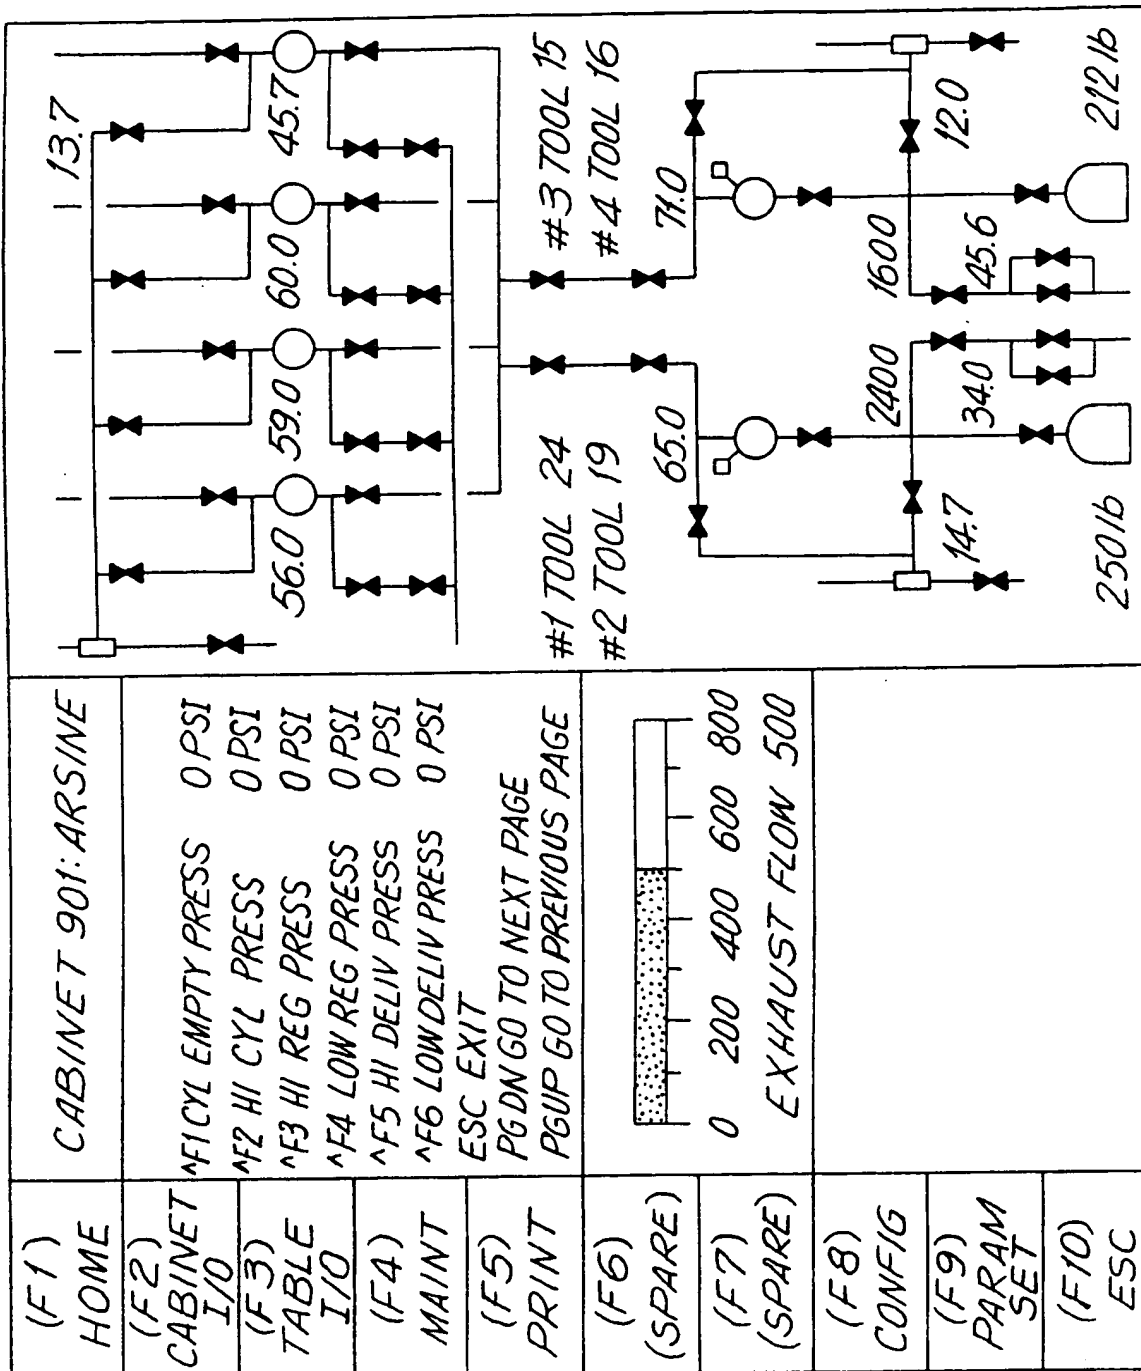 (F1)
HOME
(F2)
CABINET
I/O
(F3)
TABLE
I/O
(F4)
MAINT
(F5)
PRINT
(F6)
(SPARE)
(F7)
(SPARE)
(F8)
CONFIG
(F9)
PARAM
SET
(F10)
ESC
CABINET 901: ARSINE
^F1 CYL EMPTY PRESS 0 PSI
^F2 HI CYL PRESS 0 PSI
^F3 HI REG PRESS 0 PSI
^F4 LOW REG PRESS 0 PSI
^F5 HI DELIV PRESS 0 PSI
^F6 LOW DELIV PRESS 0 PSI
ESC EXIT
PGDN GO TO NEXT PAGE
PGUP GO TO PREVIOUS PAGE
0 200 400 600 800
EXHAUST FLOW 500
13.7
56.0 59.0 60.0 45.7
#1 TOOL 24
#2 TOOL 19
#3 TOOL 15
#4 TOOL 16
65.0 71.0
2400 1600
14.7 34.0 45.6 12.0
250 lb 212 lb